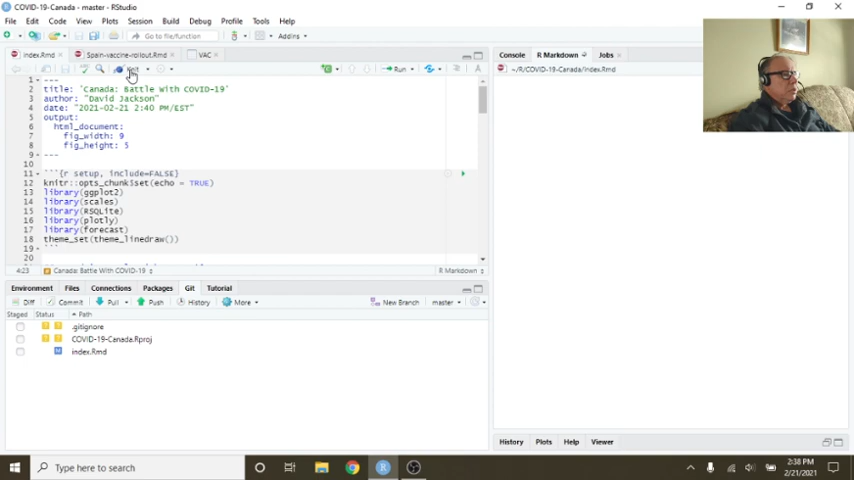 COVID-19-Canada - master - RStudio
File Edit Code View Plots Session Build Debug Profile Tools Help
Go to file/function Addins
index.Rmd Spain-vaccine-rollout.Rmd VAC
Knit Run
1 ---
2 title: 'Canada: Battle With COVID-19'
3 author: "David Jackson"
4 date: "2021-02-21 2:40 PM/EST"
5 output:
6 html_document:
7 fig_width: 9
8 fig_height: 5
9 ---
10
11 ```{r setup, include=FALSE}
12 knitr::opts_chunk$set(echo = TRUE)
13 library(ggplot2)
14 library(scales)
15 library(RSQLite)
16 library(plotly)
17 library(forecast)
18 theme_set(theme_linedraw())
19 ```
20
4:23 Canada: Battle With COVID-19 R Markdown
Environment Files Connections Packages Git Tutorial
Diff Commit Pull Push History More New Branch master
Staged Status Path
.gitignore
COVID-19-Canada.Rproj
M index.Rmd
Console R Markdown Jobs
~/R/COVID-19-Canada/index.Rmd
History Plots Help Viewer
Type here to search
2:38 PM
2/21/2021